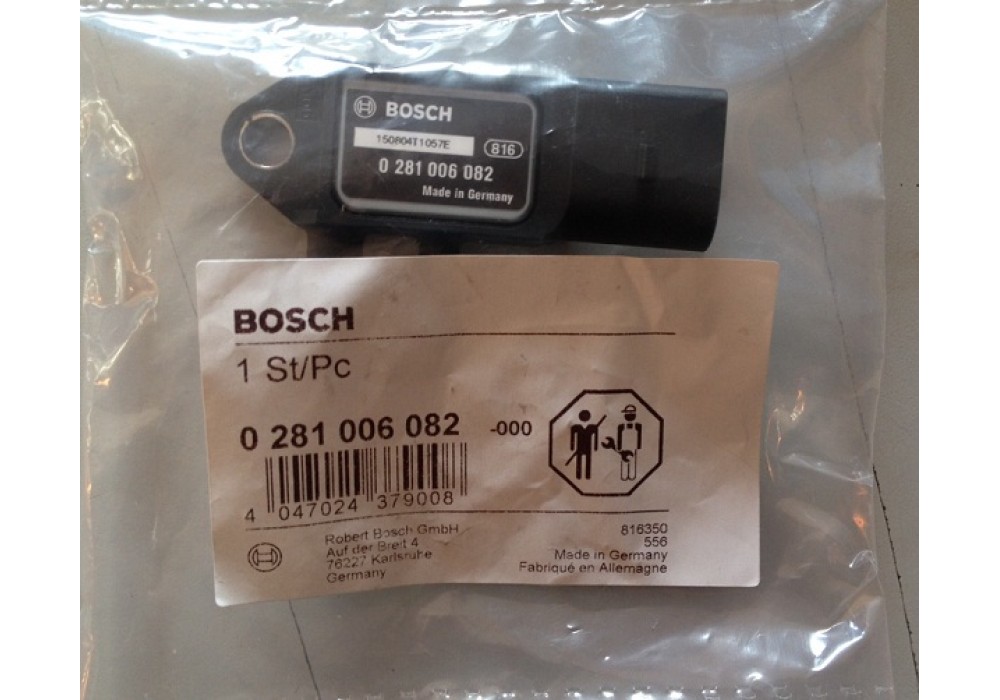 BOSCH
150804T1057E
816
0 281 006 082
Made in Germany
BOSCH
1 St/Pc
0 281 006 082 -000
4 047024 379008
Robert Bosch GmbH
Auf der Breit 4
76227 Karlsruhe
Germany
816350
556
Made in Germany
Fabriqué en Allemagne